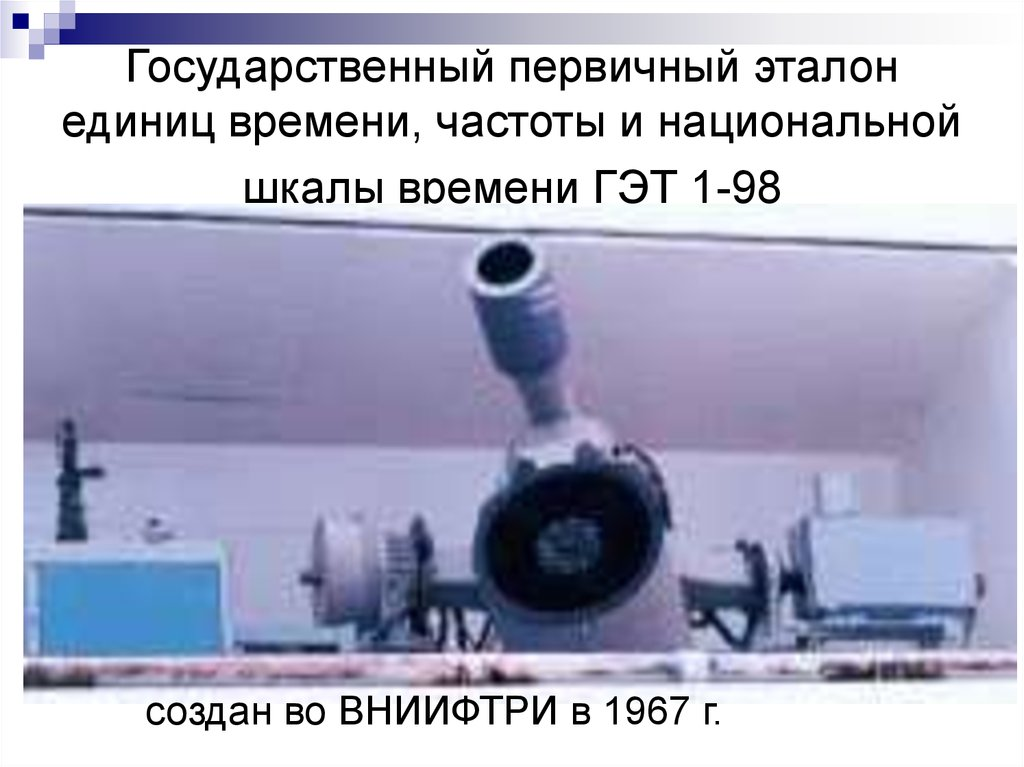 Государственный первичный эталон
единиц времени, частоты и национальной
шкалы времени ГЭТ 1-98
создан во ВНИИФТРИ в 1967 г.